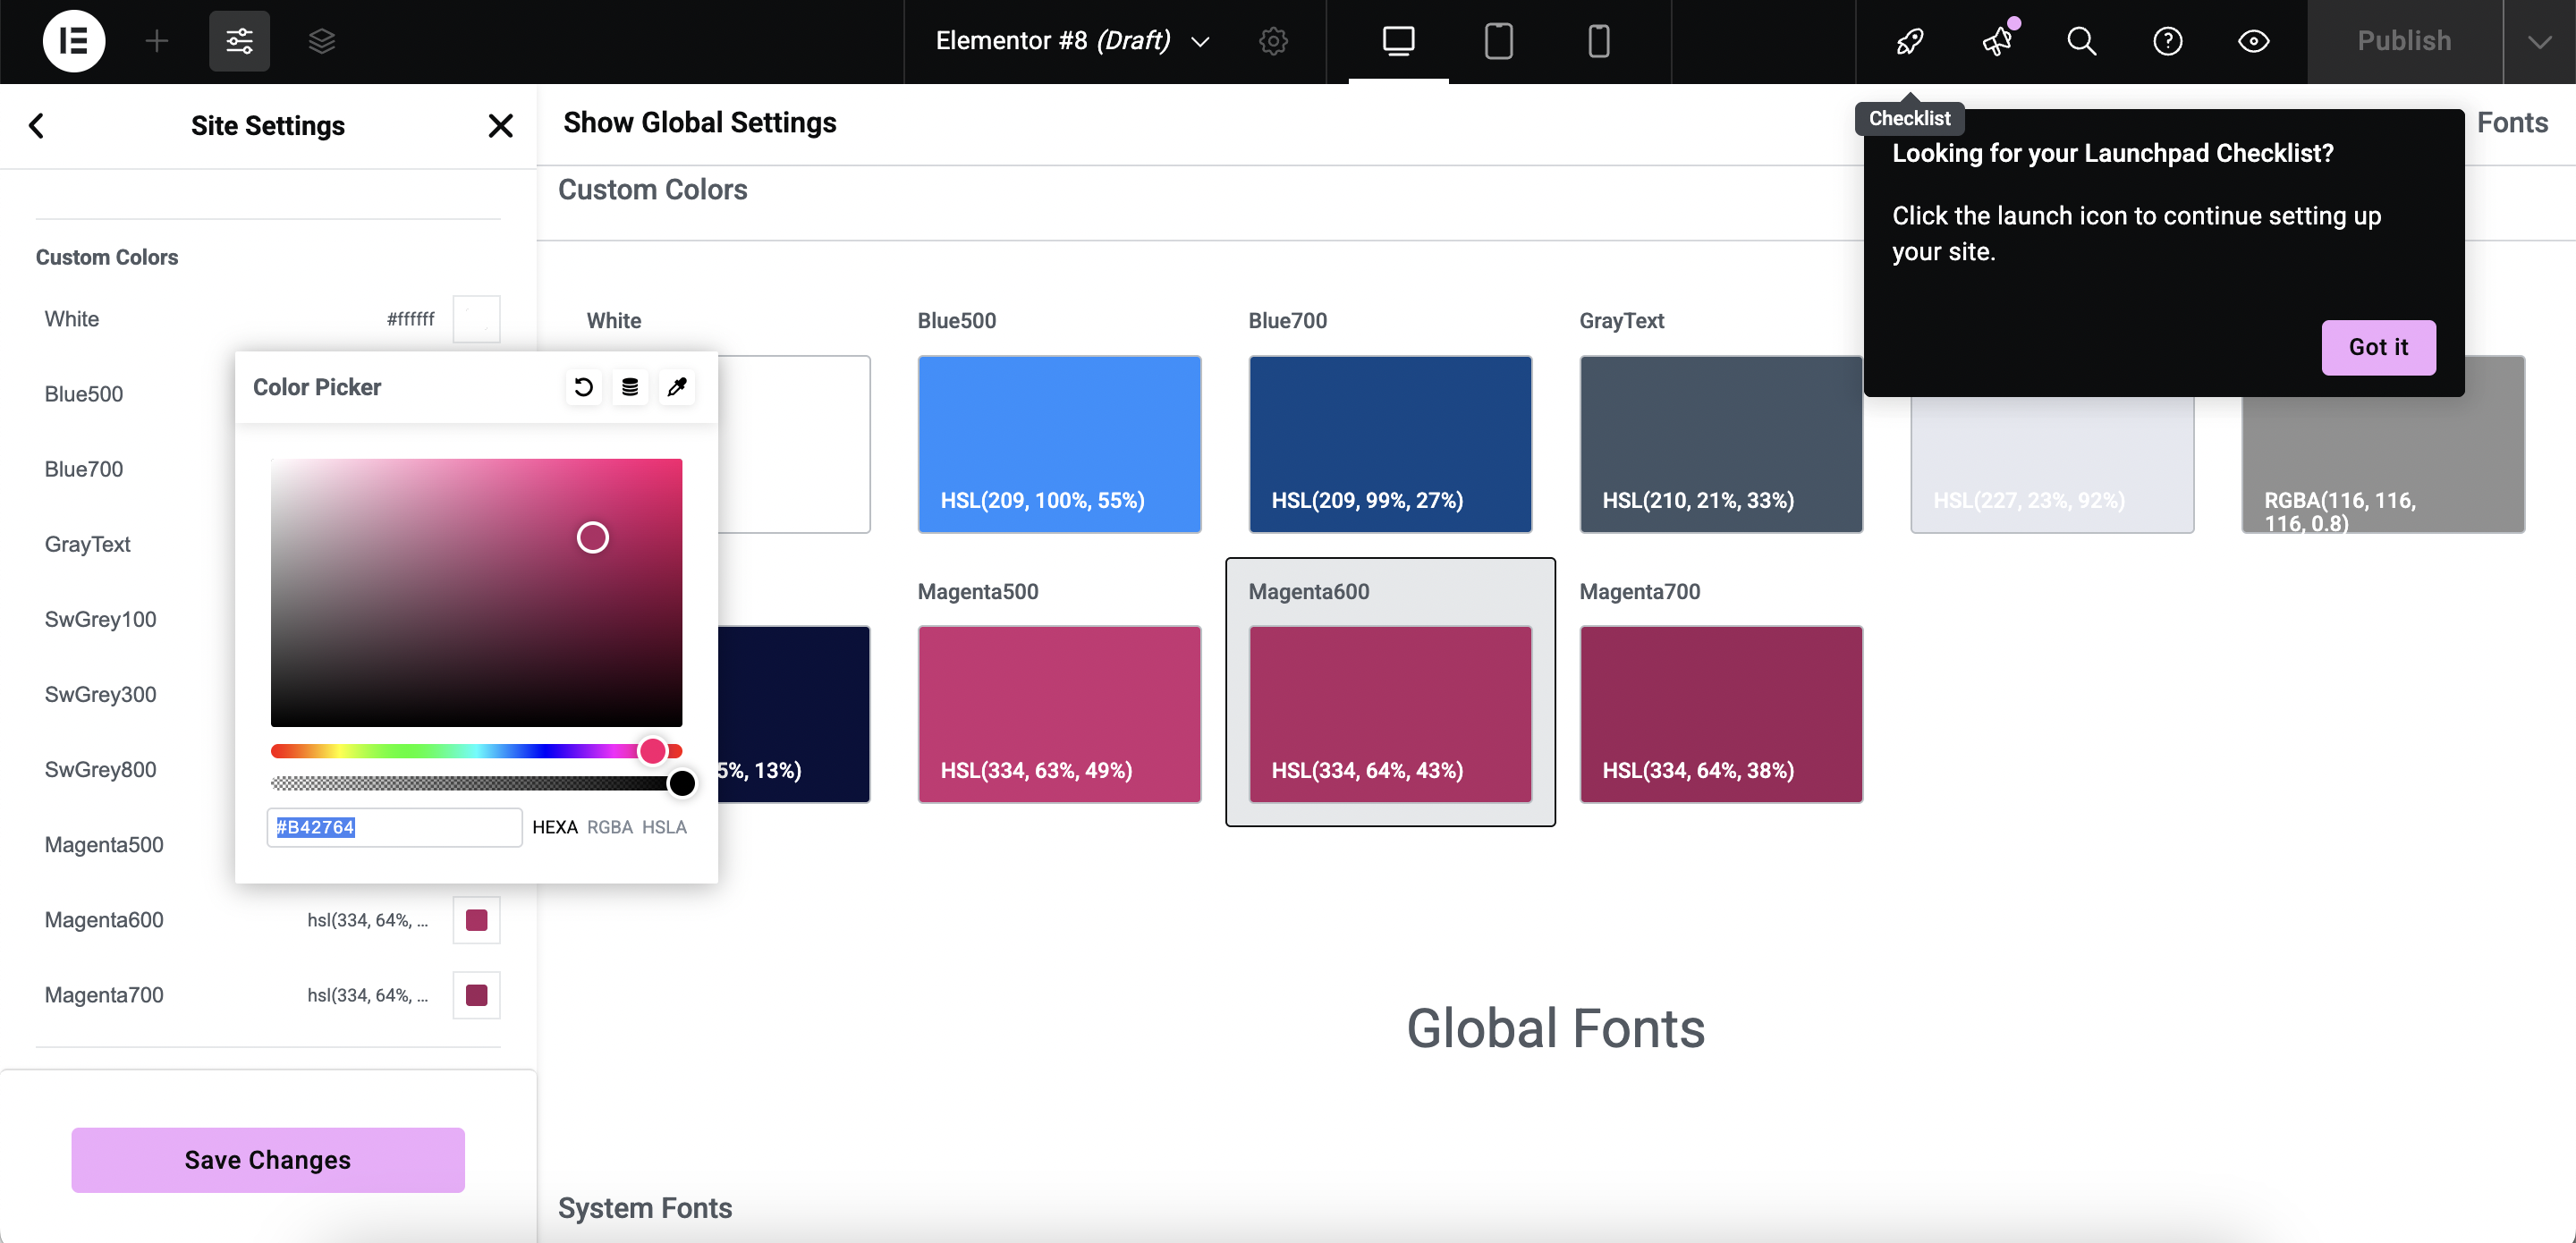 Elementor #8 (Draft)
Publish
Site Settings
Show Global Settings
Fonts
Checklist
Looking for your Launchpad Checklist?
Click the launch icon to continue setting up
your site.
Got it
Custom Colors
Custom Colors
White
#ffffff
Blue500
Blue700
GrayText
SwGrey100
SwGrey300
SwGrey800
Magenta500
Magenta600
hsl(334, 64%, ...
Magenta700
hsl(334, 64%, ...
Save Changes
Color Picker
#B42764
HEXA RGBA HSLA
White
Blue500
HSL(209, 100%, 55%)
Blue700
HSL(209, 99%, 27%)
GrayText
HSL(210, 21%, 33%)
HSL(227, 23%, 92%)
RGBA(116, 116,
116, 0.8)
5%, 13%)
Magenta500
HSL(334, 63%, 49%)
Magenta600
HSL(334, 64%, 43%)
Magenta700
HSL(334, 64%, 38%)
Global Fonts
System Fonts